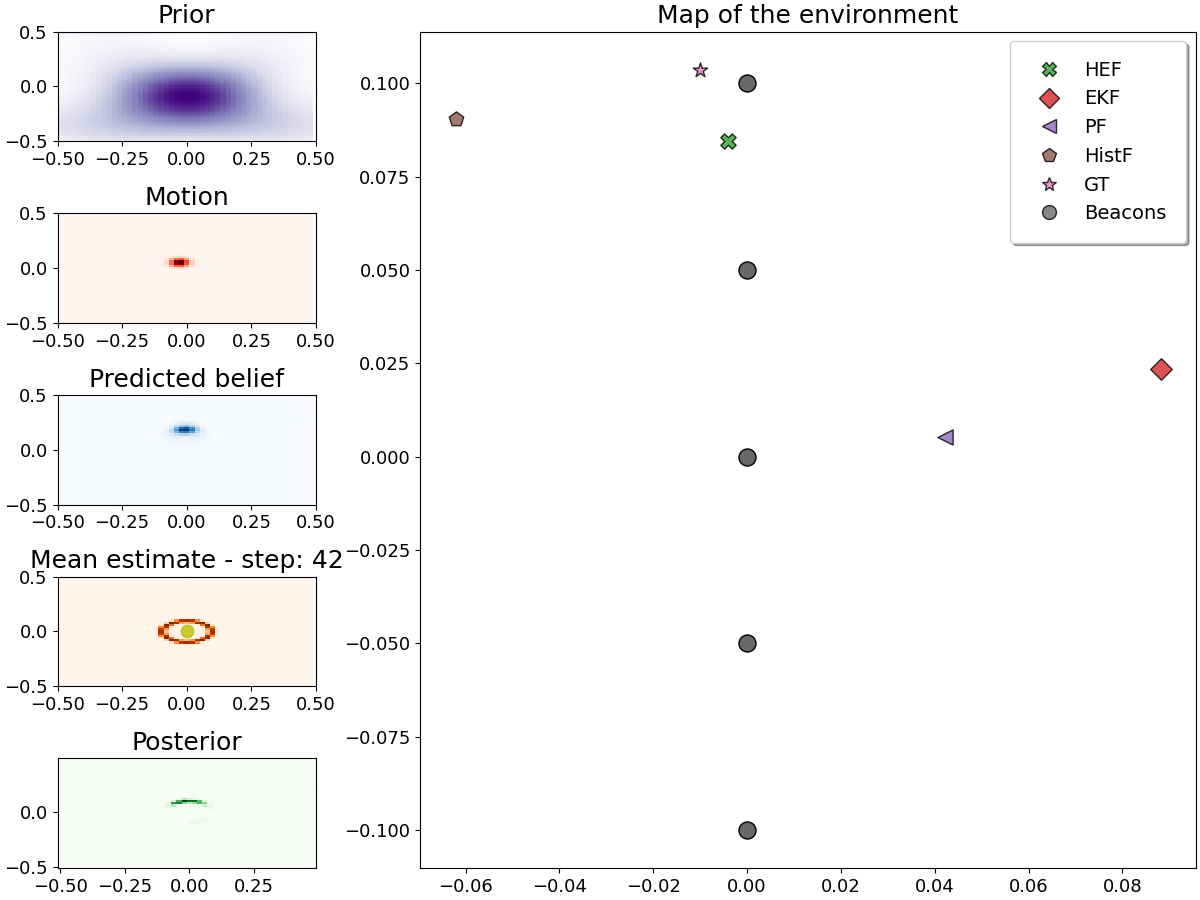 Prior
0.5
0.0
−0.5
−0.50 −0.25 0.00 0.25 0.50
Motion
0.5
0.0
−0.5
−0.50 −0.25 0.00 0.25 0.50
Predicted belief
0.5
0.0
−0.5
−0.50 −0.25 0.00 0.25 0.50
Mean estimate - step: 42
0.5
0.0
−0.5
−0.50 −0.25 0.00 0.25 0.50
Posterior
0.0
−0.5
−0.50 −0.25 0.00 0.25
Map of the environment
0.100
0.075
0.050
0.025
0.000
−0.025
−0.050
−0.075
−0.100
−0.06 −0.04 −0.02 0.00 0.02 0.04 0.06 0.08
HEF
EKF
PF
HistF
GT
Beacons